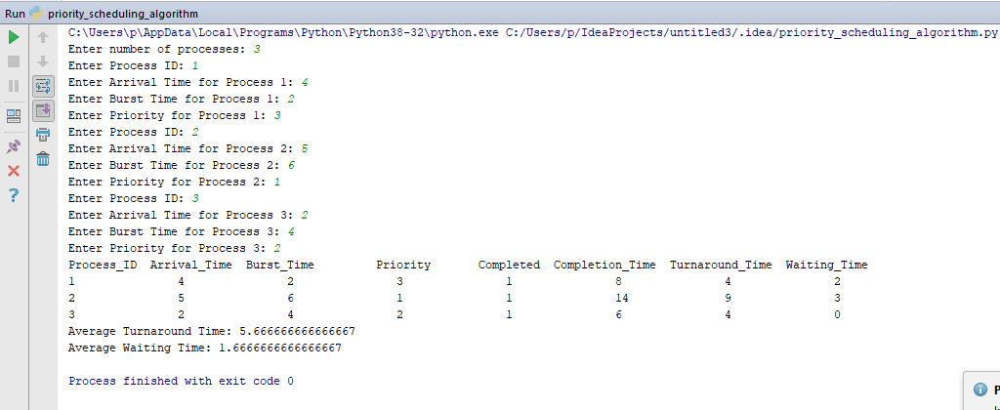 Run priority_scheduling_algorithm
C:\Users\p\AppData\Local\Programs\Python\Python38-32\python.exe C:/Users/p/IdeaProjects/untitled3/.idea/priority_scheduling_algorithm.py
Enter number of processes: 3
Enter Process ID: 1
Enter Arrival Time for Process 1: 4
Enter Burst Time for Process 1: 2
Enter Priority for Process 1: 3
Enter Process ID: 2
Enter Arrival Time for Process 2: 5
Enter Burst Time for Process 2: 6
Enter Priority for Process 2: 1
Enter Process ID: 3
Enter Arrival Time for Process 3: 2
Enter Burst Time for Process 3: 4
Enter Priority for Process 3: 2
Process_ID Arrival_Time Burst_Time Priority Completed Completion_Time Turnaround_Time Waiting_Time
1 4 2 3 1 8 4 2
2 5 6 1 1 14 9 3
3 2 4 2 1 6 4 0
Average Turnaround Time: 5.666666666666667
Average Waiting Time: 1.6666666666666667
Process finished with exit code 0